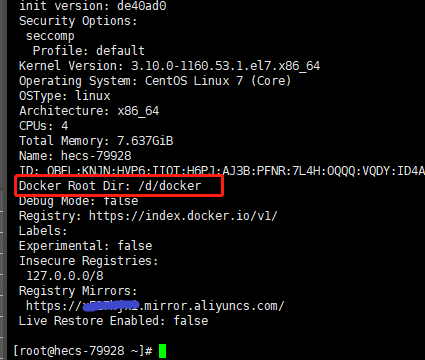 init version: de40ad0
Security Options:
seccomp
Profile: default
Kernel Version: 3.10.0-1160.53.1.el7.x86_64
Operating System: CentOS Linux 7 (Core)
OSType: linux
Architecture: x86_64
CPUs: 4
Total Memory: 7.637GiB
Name: hecs-79928
ID: QBFL:KNJN:HVP6:IIOT:H6PJ:AJ3B:PFNR:7L4H:OQQQ:VQDY:ID4A
Docker Root Dir: /d/docker
Debug Mode: false
Registry: https://index.docker.io/v1/
Labels:
Experimental: false
Insecure Registries:
127.0.0.0/8
Registry Mirrors:
https://.mirror.aliyuncs.com/
Live Restore Enabled: false
[root@hecs-79928 ~]#